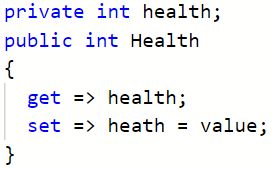 private int health;
public int Health
{
get => health;
set => heath = value;
}